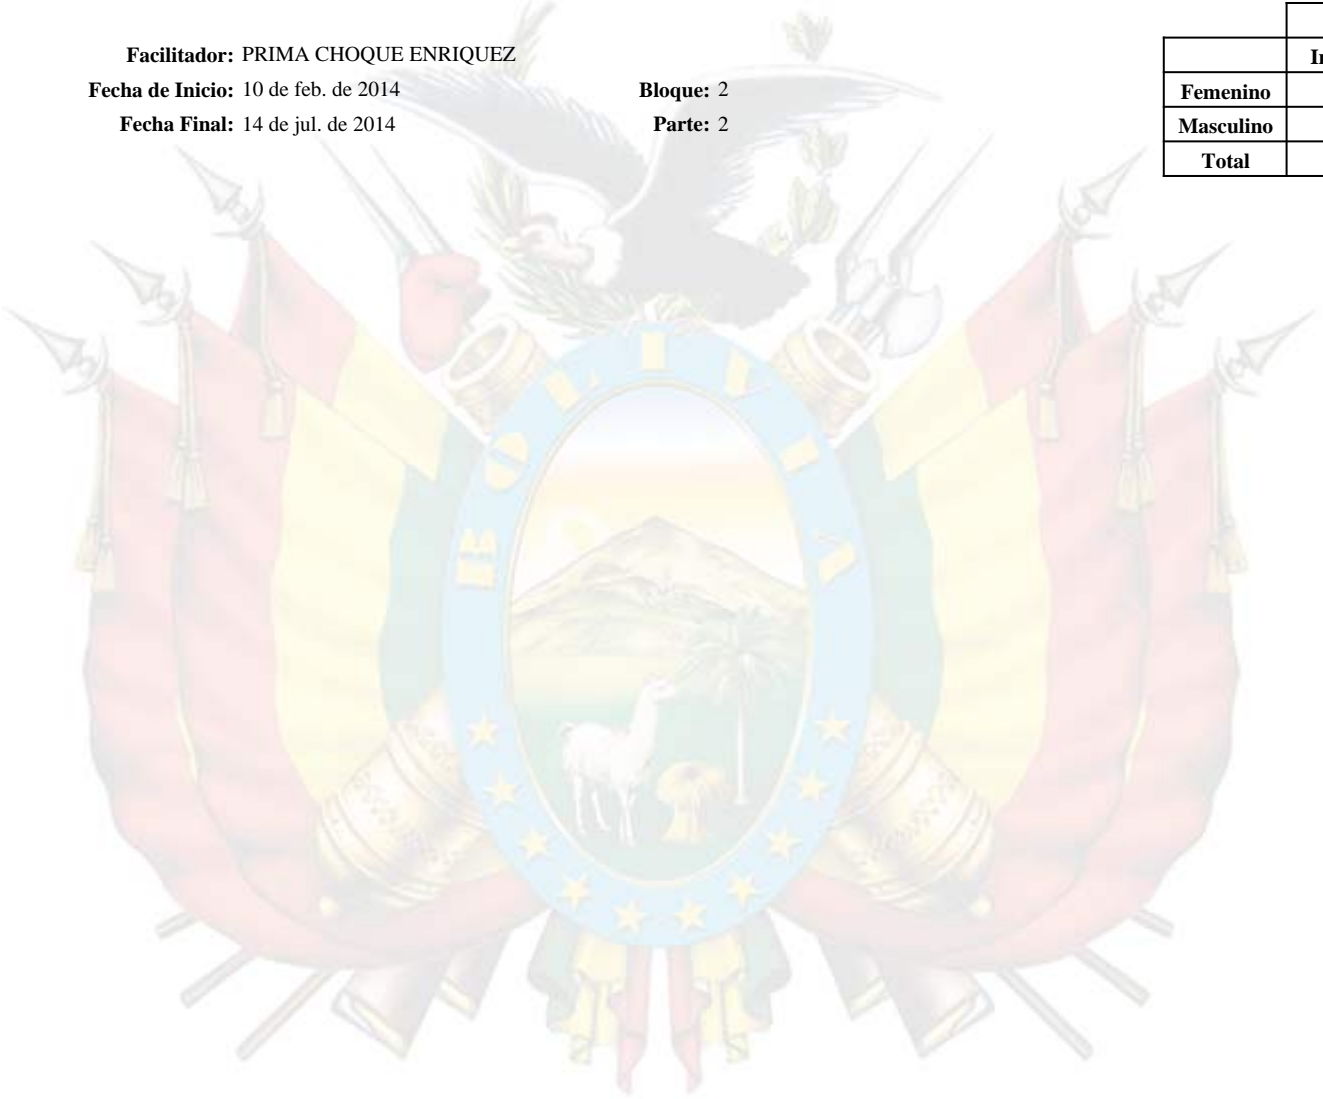 Facilitador: PRIMA CHOQUE ENRIQUEZ
Fecha de Inicio: 10 de feb. de 2014 Bloque: 2
Fecha Final: 14 de jul. de 2014 Parte: 2
Femenino
Masculino
Total
BOLIVIA